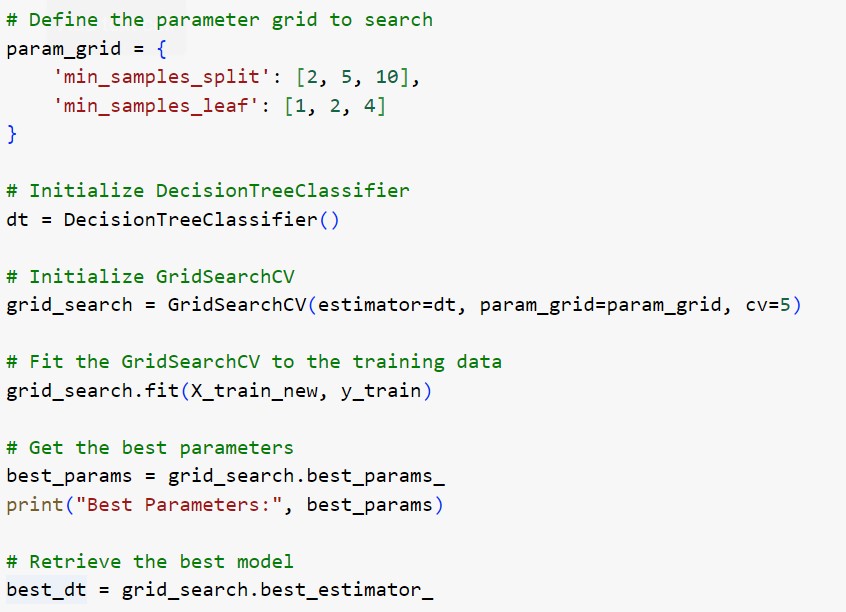 # Define the parameter grid to search
param_grid = {
    'min_samples_split': [2, 5, 10],
    'min_samples_leaf': [1, 2, 4]
}
# Initialize DecisionTreeClassifier
dt = DecisionTreeClassifier()
# Initialize GridSearchCV
grid_search = GridSearchCV(estimator=dt, param_grid=param_grid, cv=5)
# Fit the GridSearchCV to the training data
grid_search.fit(X_train_new, y_train)
# Get the best parameters
best_params = grid_search.best_params_
print("Best Parameters:", best_params)
# Retrieve the best model
best_dt = grid_search.best_estimator_